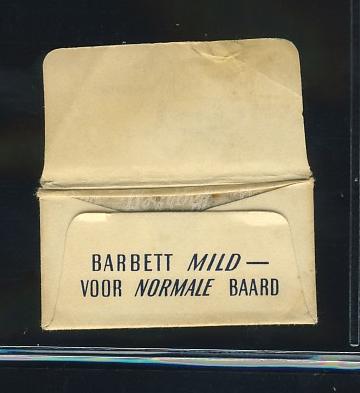 BARBETT MILD —
VOOR NORMALE BAARD